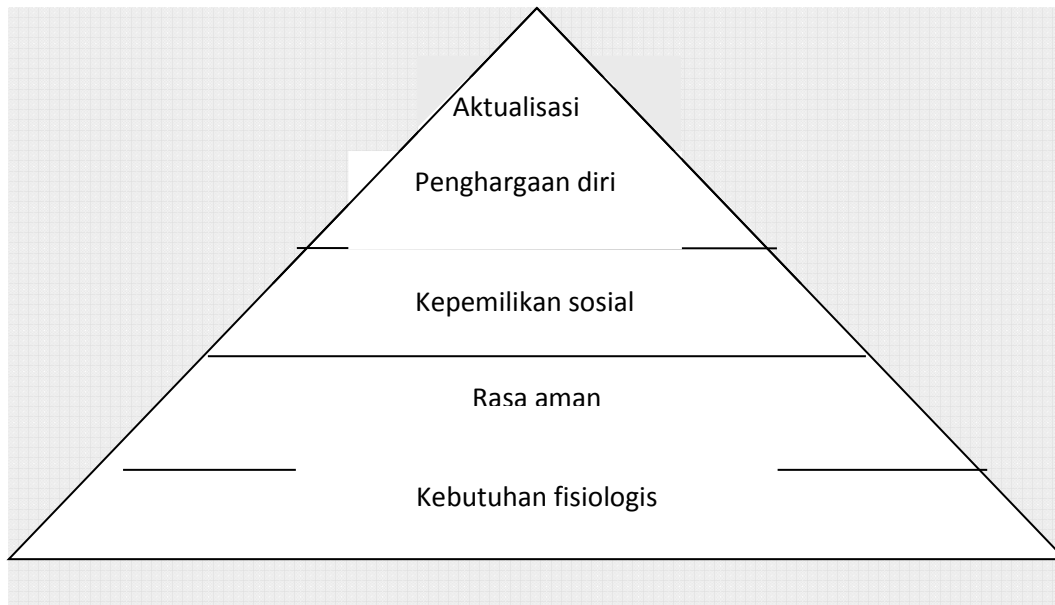 Aktualisasi
Penghargaan diri
Kepemilikan sosial
Rasa aman
Kebutuhan fisiologis